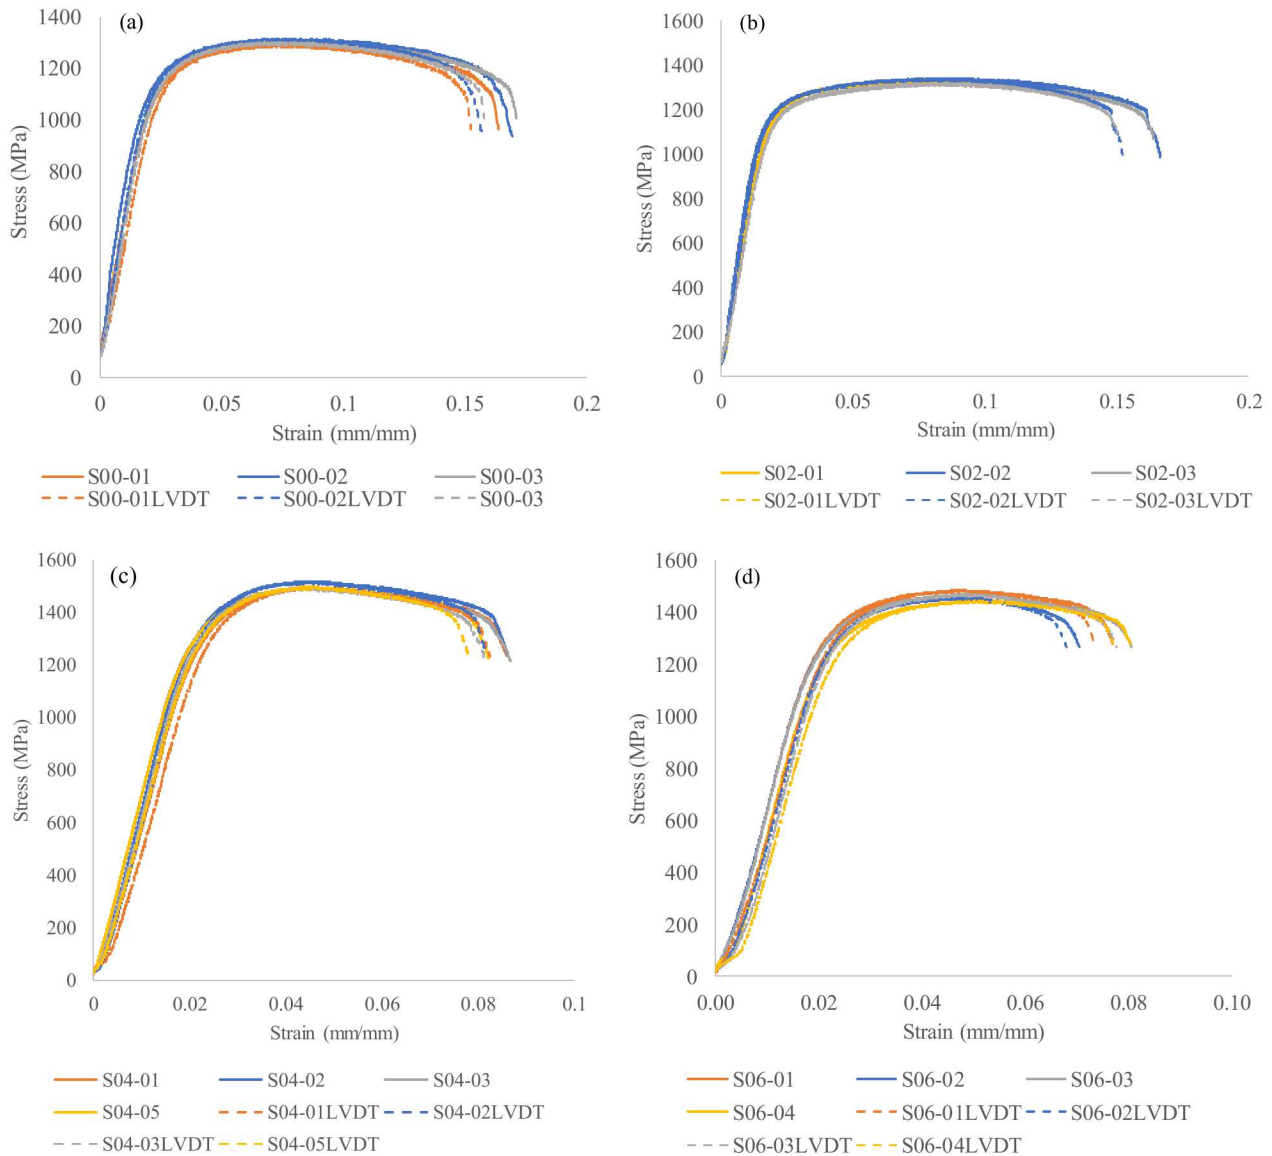 (a)
1400
1200
1000
800
600
400
200
0
Stress (MPa)
0 0.05 0.1 0.15 0.2
Strain (mm/mm)
S00-01 S00-02 S00-03
S00-01LVDT S00-02LVDT S00-03
(b)
1600
1400
1200
1000
800
600
400
200
0
Stress (MPa)
0 0.05 0.1 0.15 0.2
Strain (mm/mm)
S02-01 S02-02 S02-03
S02-01LVDT S02-02LVDT S02-03LVDT
(c)
1600
1400
1200
1000
800
600
400
200
0
Stress (MPa)
0 0.02 0.04 0.06 0.08 0.1
Strain (mm/mm)
S04-01 S04-02 S04-03
S04-05 S04-01LVDT S04-02LVDT
S04-03LVDT S04-05LVDT
(d)
1600
1400
1200
1000
800
600
400
200
0
Stress (MPa)
0.00 0.02 0.04 0.06 0.08 0.10
Strain (mm/mm)
S06-01 S06-02 S06-03
S06-04 S06-01LVDT S06-02LVDT
S06-03LVDT S06-04LVDT